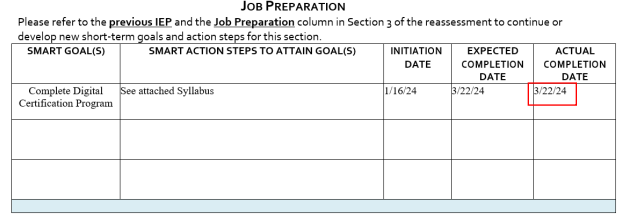 JOB PREPARATION
Please refer to the previous IEP and the Job Preparation column in Section 3 of the reassessment to continue or
develop new short-term goals and action steps for this section.
SMART GOAL(S) SMART ACTION STEPS TO ATTAIN GOAL(S) INITIATION DATE EXPECTED COMPLETION DATE ACTUAL COMPLETION DATE
Complete Digital Certification Program See attached Syllabus 1/16/24 3/22/24 3/22/24